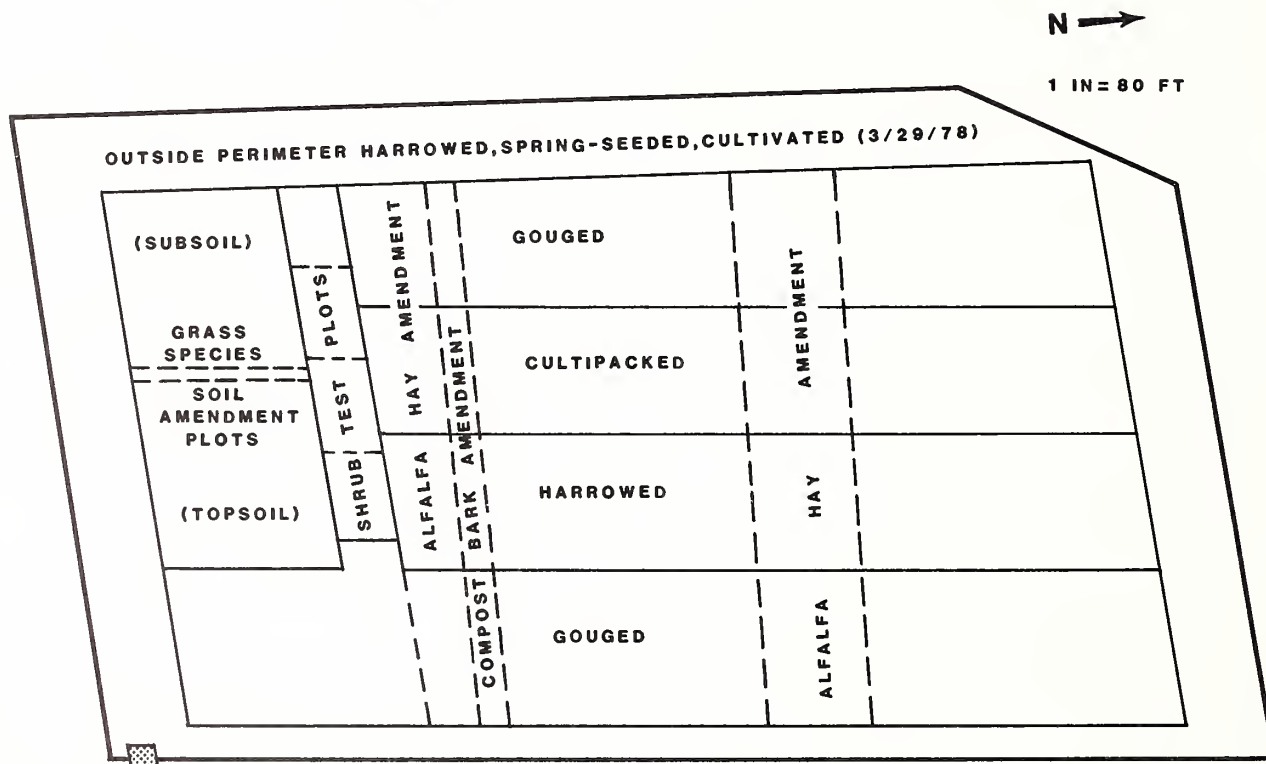 N
1 IN = 80 FT
OUTSIDE PERIMETER HARROWED, SPRING-SEEDED, CULTIVATED (3/29/78)
(SUBSOIL)
GRASS
SPECIES
SOIL
AMENDMENT
PLOTS
(TOPSOIL)
SHRUB TEST PLOTS
ALFALFA HAY AMENDMENT
COMPOST BARK AMENDMENT
GOUGED
CULTIPACKED
HARROWED
GOUGED
ALFALFA HAY AMENDMENT